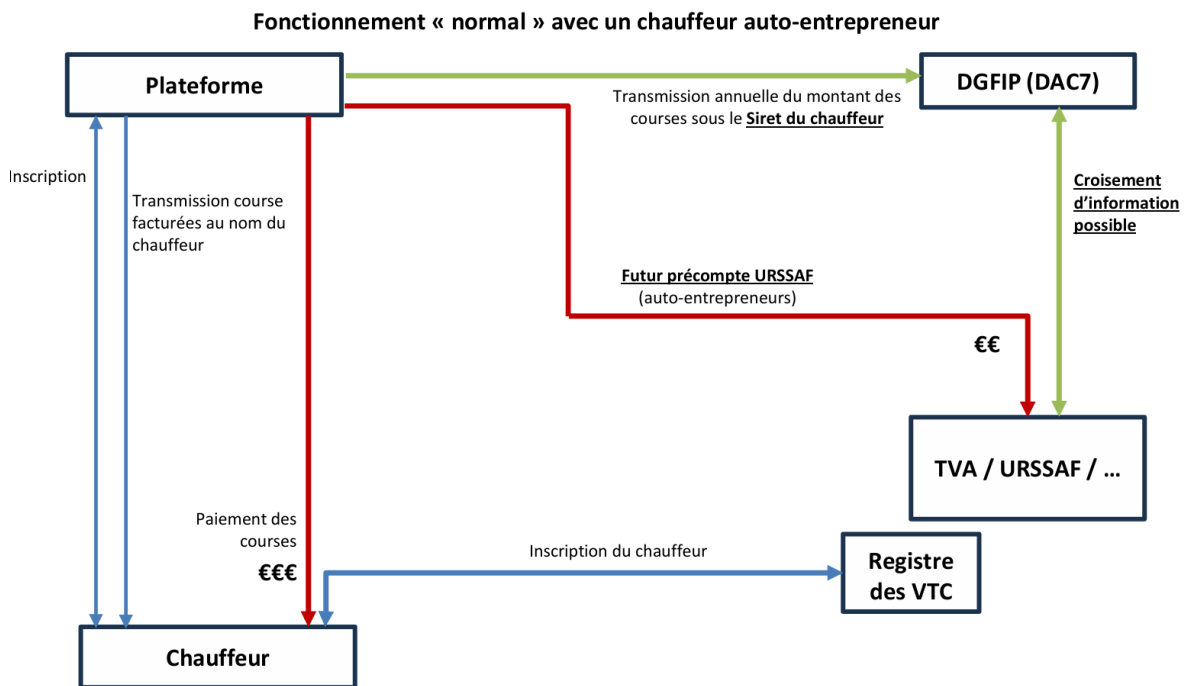 Fonctionnement « normal » avec un chauffeur auto-entrepreneur
Plateforme
DGFIP (DAC7)
Transmission annuelle du montant des
courses sous le Siret du chauffeur
Inscription
Transmission course
facturées au nom du
chauffeur
Croisement
d’information
possible
Futur précompte URSSAF
(auto-entrepreneurs)
€€
TVA / URSSAF / …
Paiement des
courses
€€€
Inscription du chauffeur
Registre
des VTC
Chauffeur